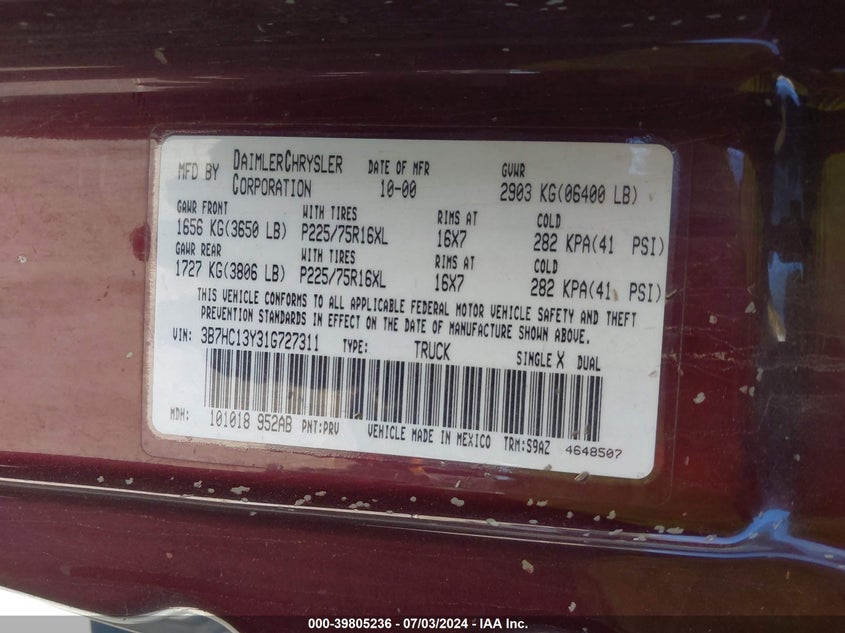 MFD BY DAIMLERCHRYSLER CORPORATION DATE OF MFR 10-00 GVWR 2903 KG(06400 LB)
GAWR FRONT WITH TIRES RIMS AT COLD
1656 KG(3650 LB) P225/75R16XL 16X7 282 KPA(41 PSI)
GAWR REAR WITH TIRES RIMS AT COLD
1727 KG(3806 LB) P225/75R16XL 16X7 282 KPA(41 PSI)
THIS VEHICLE CONFORMS TO ALL APPLICABLE FEDERAL MOTOR VEHICLE SAFETY AND THEFT
PREVENTION STANDARDS IN EFFECT ON THE DATE OF MANUFACTURE SHOWN ABOVE.
VIN: 3B7HC13Y31G727311 TYPE: TRUCK SINGLE X DUAL
MDH: 101018 952AB PNT:PRV VEHICLE MADE IN MEXICO TRM:S9AZ 4648507
000-39805236 - 07/03/2024 - IAA Inc.